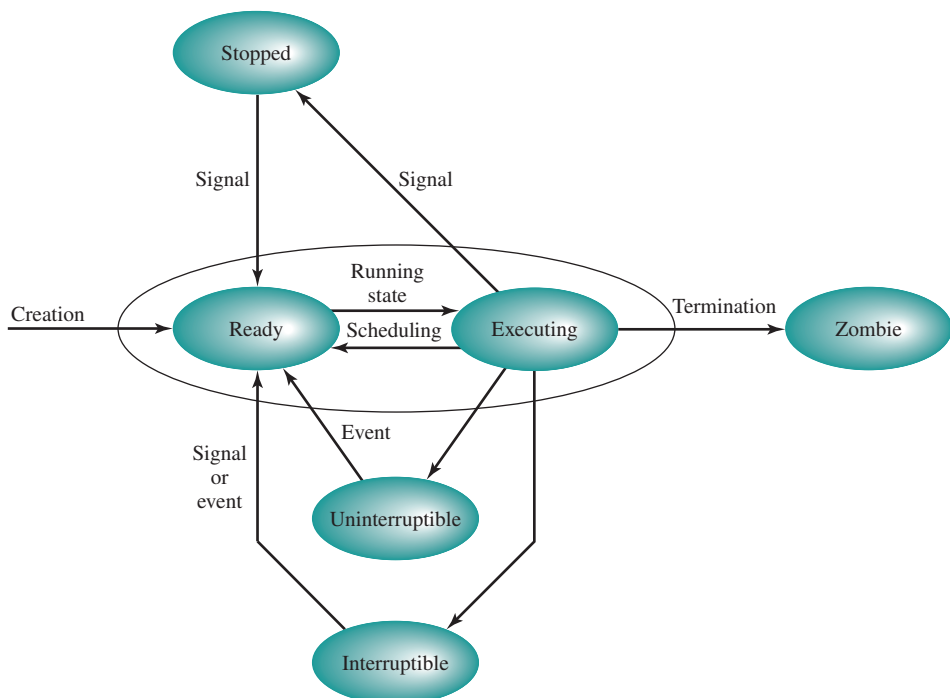 Stopped
Signal
Signal
Running
state
Creation
Ready
Scheduling
Executing
Termination
Zombie
Signal
or
event
Event
Uninterruptible
Interruptible